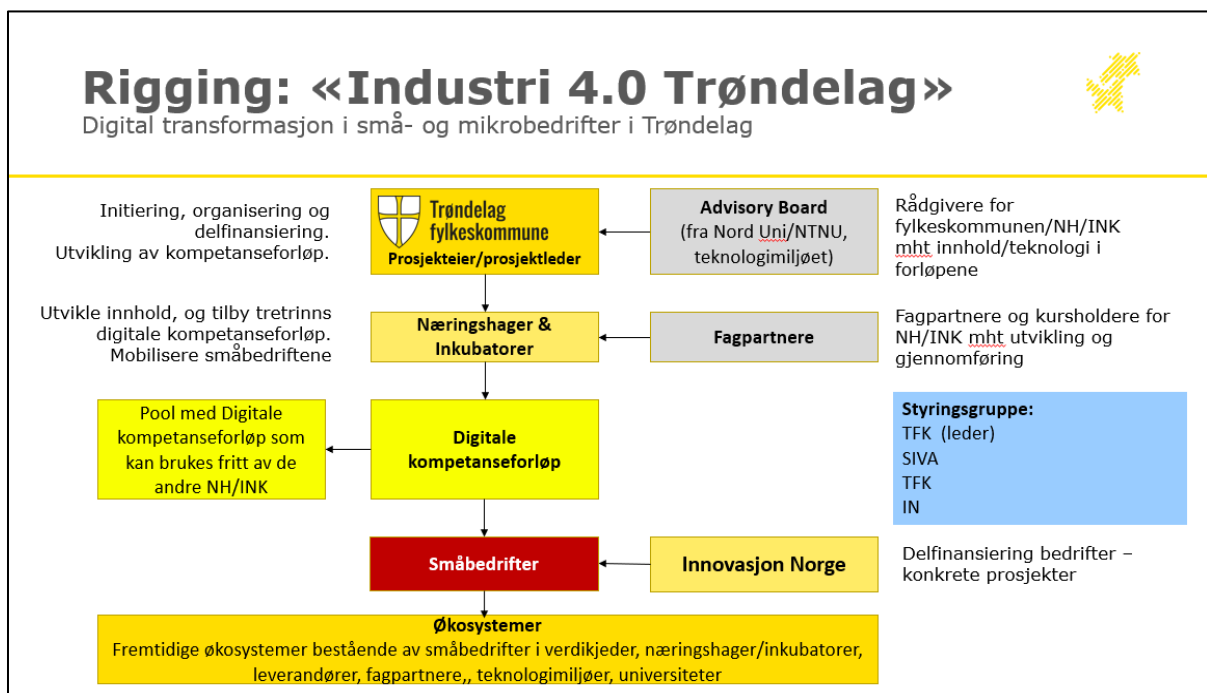 Rigging: «Industri 4.0 Trøndelag»
Digital transformasjon i små- og mikrobedrifter i Trøndelag
Initiering, organisering og
delfinansiering.
Utvikling av kompetanseforløp.
Trøndelag
fylkeskommune
Prosjekteier/prosjektleder
Advisory Board
(fra Nord Uni/NTNU,
teknologimiljøet)
Rådgivere for
fylkeskommunen/NH/INK
mht innhold/teknologi i
forløpene
Utvikle innhold, og tilby tretrinns
digitale kompetanseforløp.
Mobilisere småbedriftene
Næringshager &
Inkubatorer
Fagpartnere
Fagpartnere og kursholdere for
NH/INK mht utvikling og
gjennomføring
Pool med Digitale
kompetanseforløp som
kan brukes fritt av de
andre NH/INK
Digitale
kompetanseforløp
Styringsgruppe:
TFK (leder)
SIVA
TFK
IN
Småbedrifter
Innovasjon Norge
Delfinansiering bedrifter –
konkrete prosjekter
Økosystemer
Fremtidige økosystemer bestående av småbedrifter i verdikjeder, næringshager/inkubatorer,
leverandører, fagpartnere,, teknologimiljøer, universiteter